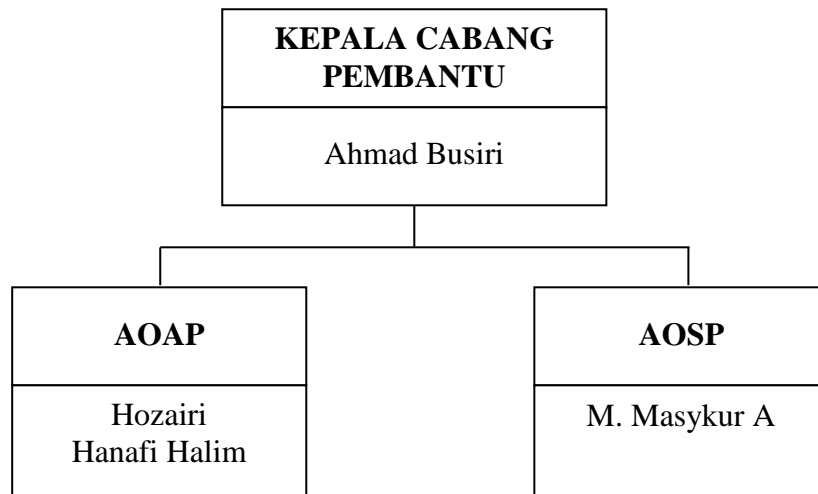 KEPALA CABANG
PEMBANTU
Ahmad Busiri
AOAP
AOSP
Hozairi
Hanafi Halim
M. Masykur A